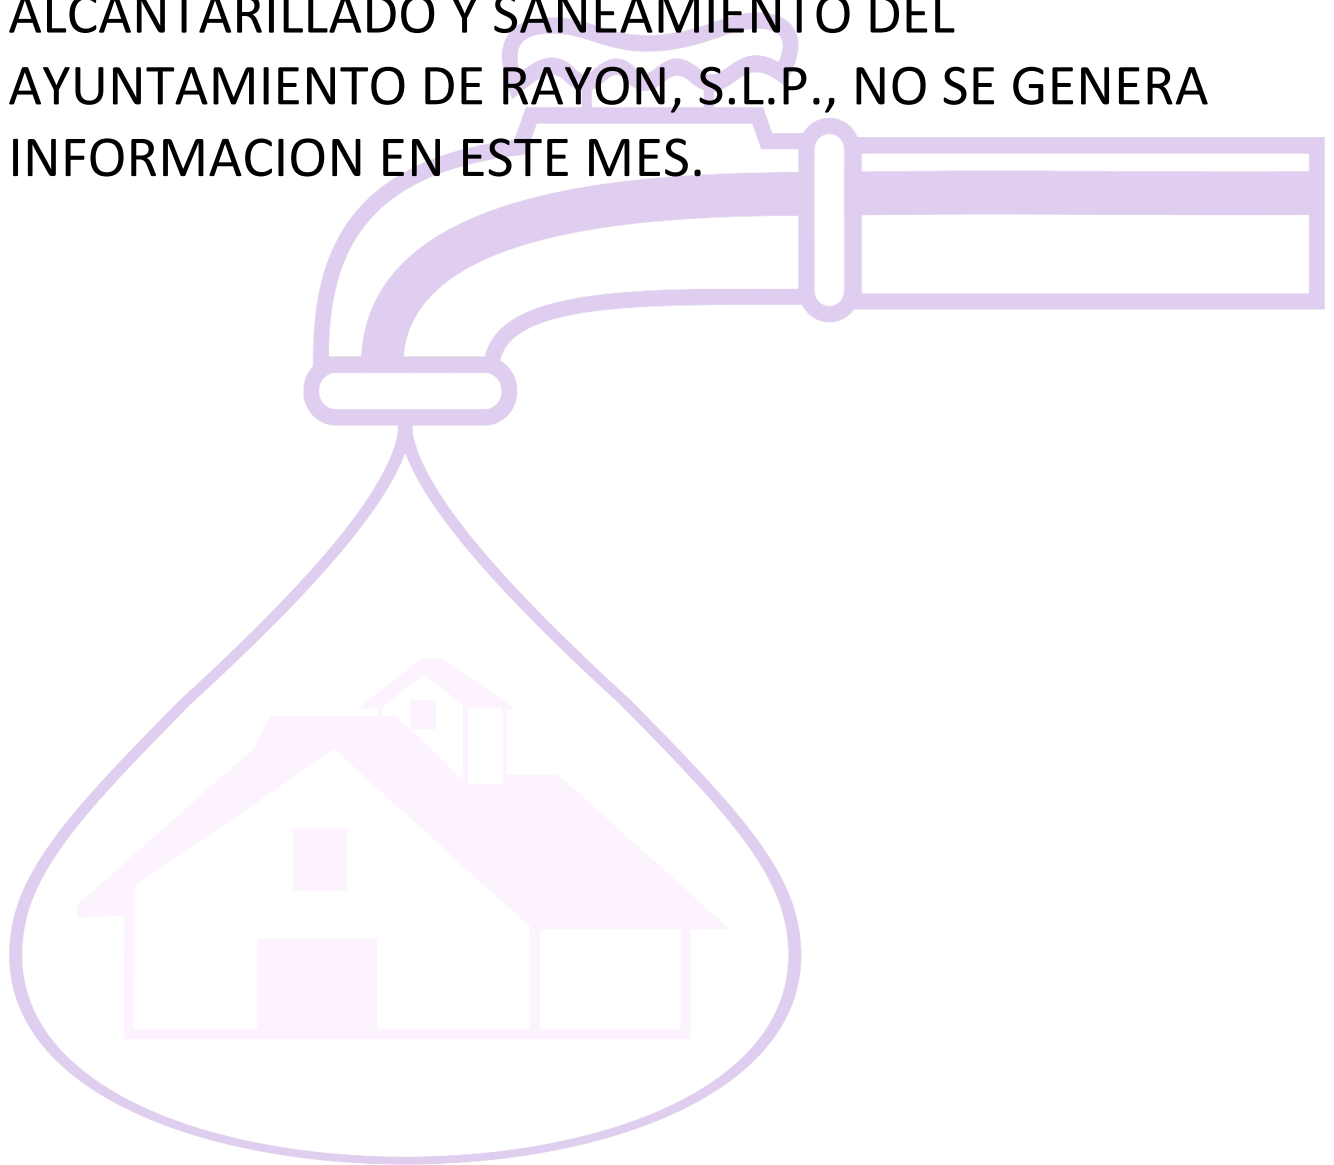 ALCANTARILLADO Y SANEAMIENTO DEL
AYUNTAMIENTO DE RAYON, S.L.P., NO SE GENERA
INFORMACION EN ESTE MES.